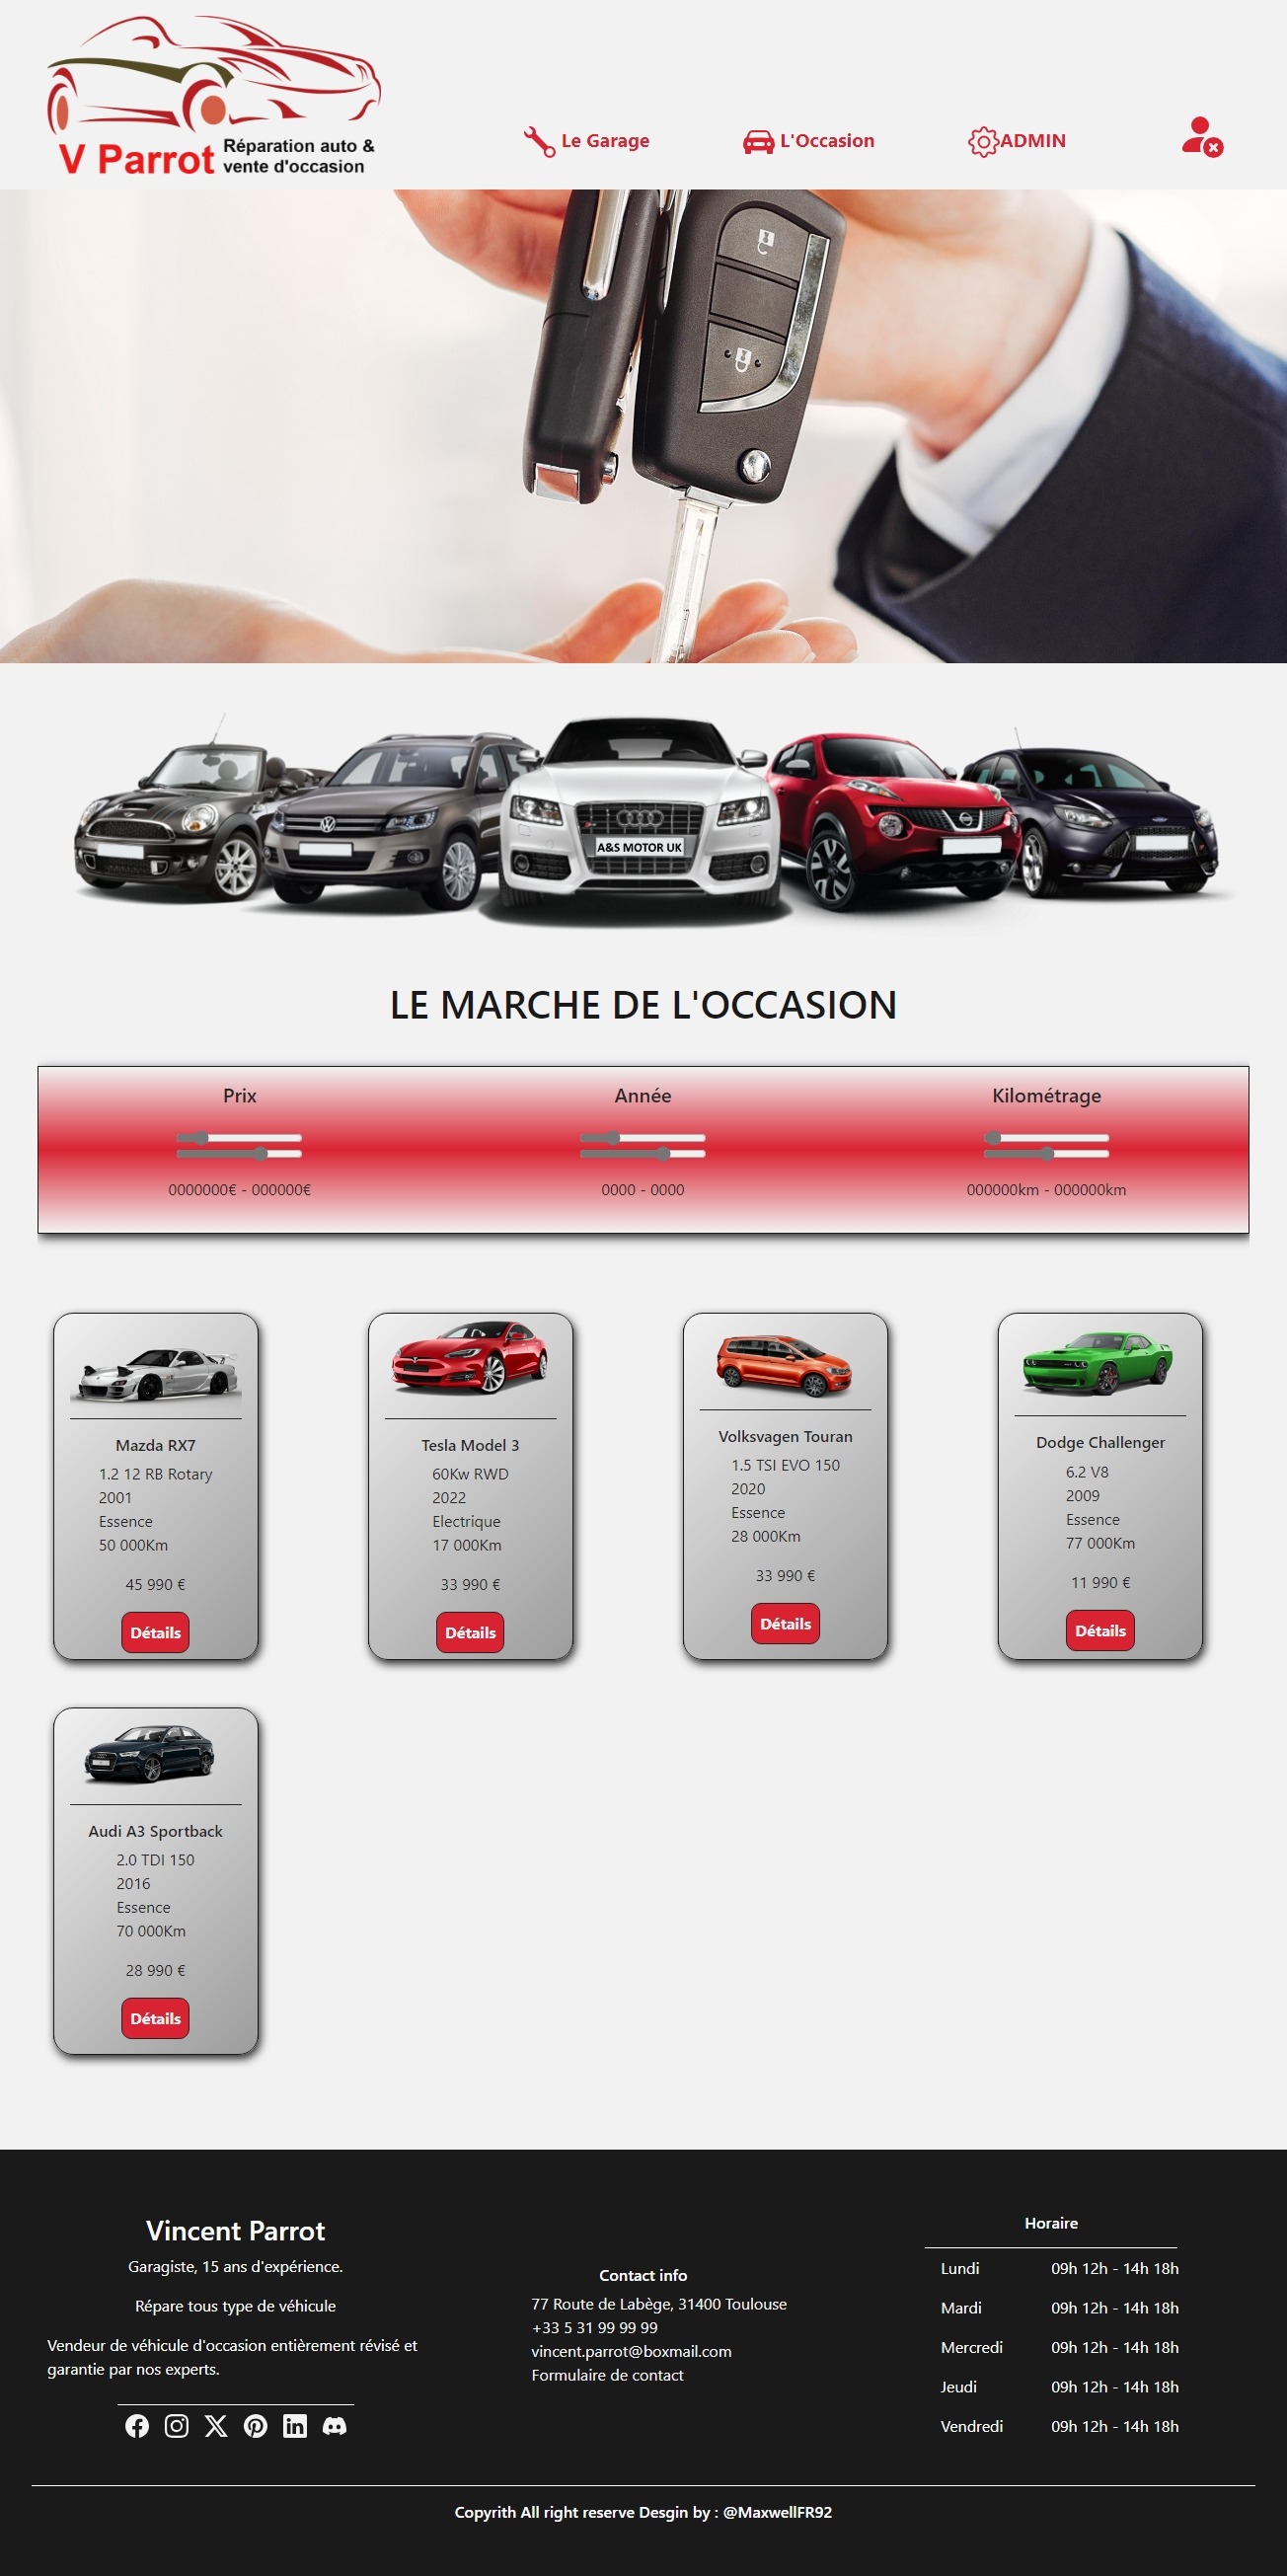 V Parrot
Réparation auto &
vente d'occasion
Le Garage
L'Occasion
ADMIN
A&S MOTOR UK
LE MARCHE DE L'OCCASION
Prix
Année
Kilométrage
0000000€ - 000000€
0000 - 0000
000000km - 000000km
Mazda RX7
1.2 12 RB Rotary
2001
Essence
50 000Km
45 990 €
Détails
Tesla Model 3
60Kw RWD
2022
Electrique
17 000Km
33 990 €
Détails
Volksvagen Touran
1.5 TSI EVO 150
2020
Essence
28 000Km
33 990 €
Détails
Dodge Challenger
6.2 V8
2009
Essence
77 000Km
11 990 €
Détails
Audi A3 Sportback
2.0 TDI 150
2016
Essence
70 000Km
28 990 €
Détails
Vincent Parrot
Garagiste, 15 ans d'expérience.
Répare tous type de véhicule
Vendeur de véhicule d'occasion entièrement révisé et
garantie par nos experts.
Contact info
77 Route de Labège, 31400 Toulouse
+33 5 31 99 99 99
vincent.parrot@boxmail.com
Formulaire de contact
Horaire
Lundi 09h 12h - 14h 18h
Mardi 09h 12h - 14h 18h
Mercredi 09h 12h - 14h 18h
Jeudi 09h 12h - 14h 18h
Vendredi 09h 12h - 14h 18h
Copyrith All right reserve Desgin by : @MaxwellFR92